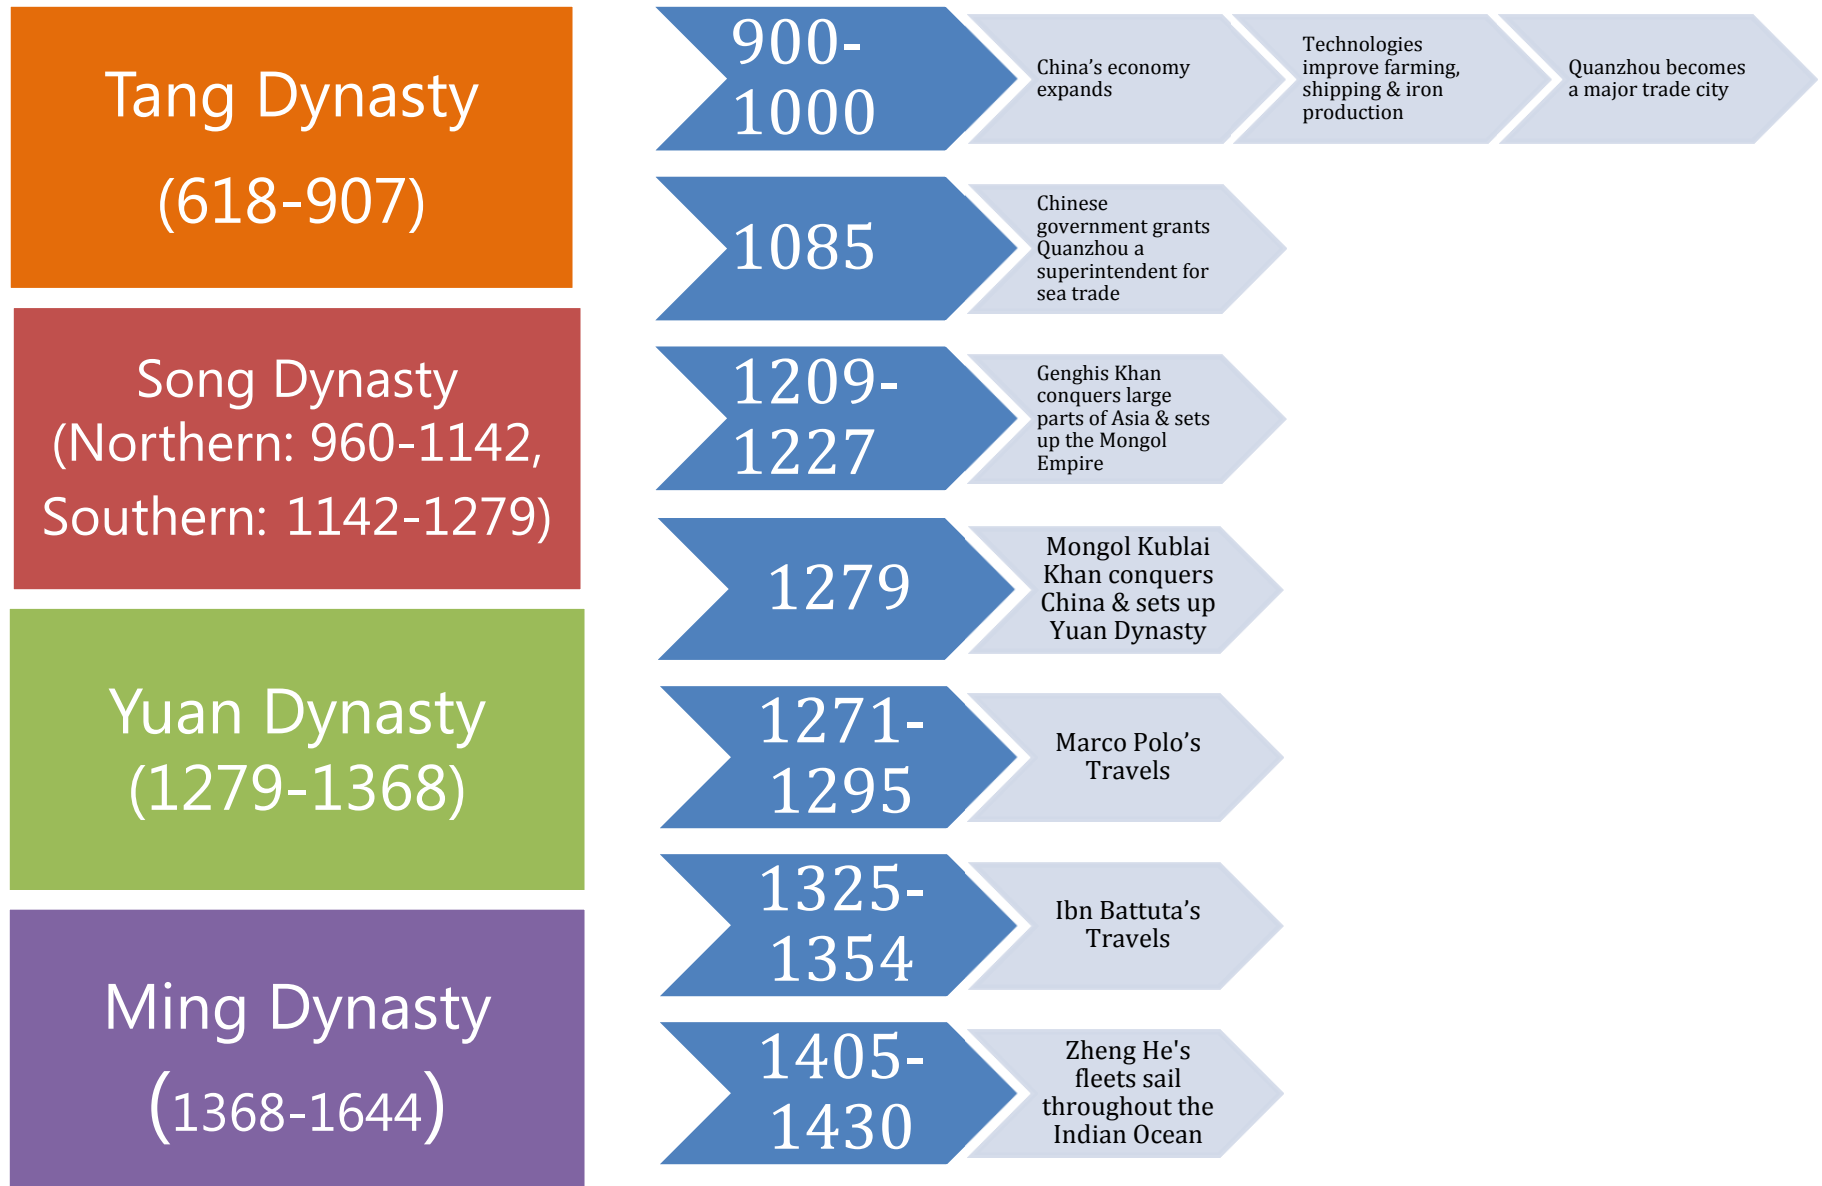 Tang Dynasty
(618-907)
Song Dynasty
(Northern: 960-1142,
Southern: 1142-1279)
Yuan Dynasty
(1279-1368)
Ming Dynasty
(1368-1644)
900-
1000
China’s economy
expands
Technologies
improve farming,
shipping & iron
production
Quanzhou becomes
a major trade city
1085
Chinese
government grants
Quanzhou a
superintendent for
sea trade
1209-
1227
Genghis Khan
conquers large
parts of Asia & sets
up the Mongol
Empire
1279
Mongol Kublai
Khan conquers
China & sets up
Yuan Dynasty
1271-
1295
Marco Polo’s
Travels
1325-
1354
Ibn Battuta’s
Travels
1405-
1430
Zheng He's
fleets sail
throughout the
Indian Ocean